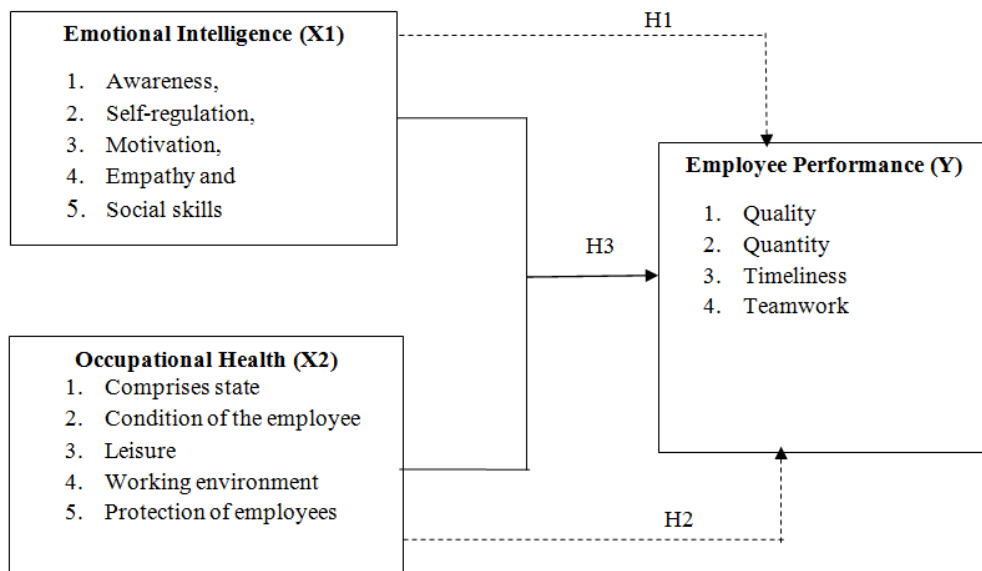 Emotional Intelligence (X1)
1. Awareness,
2. Self-regulation,
3. Motivation,
4. Empathy and
5. Social skills
H1
Employee Performance (Y)
1. Quality
2. Quantity
3. Timeliness
4. Teamwork
H3
Occupational Health (X2)
1. Comprises state
2. Condition of the employee
3. Leisure
4. Working environment
5. Protection of employees
H2